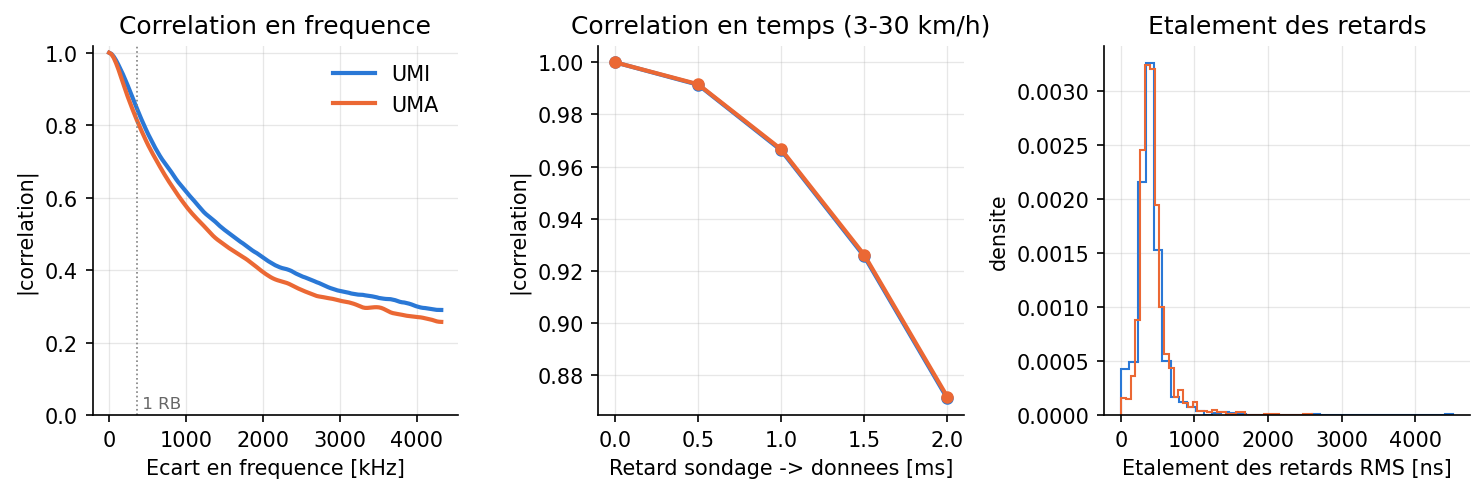 Correlation en frequence
1.0
0.8
0.6
0.4
0.2
0.0
|correlation|
UMI
UMA
1 RB
0
1000
2000
3000
4000
Ecart en frequence [kHz]
Correlation en temps (3-30 km/h)
1.00
0.98
0.96
0.94
0.92
0.90
0.88
|correlation|
0.0
0.5
1.0
1.5
2.0
Retard sondage -> donnees [ms]
Etalement des retards
0.0030
0.0025
0.0020
0.0015
0.0010
0.0005
0.0000
densite
0
1000
2000
3000
4000
Etalement des retards RMS [ns]